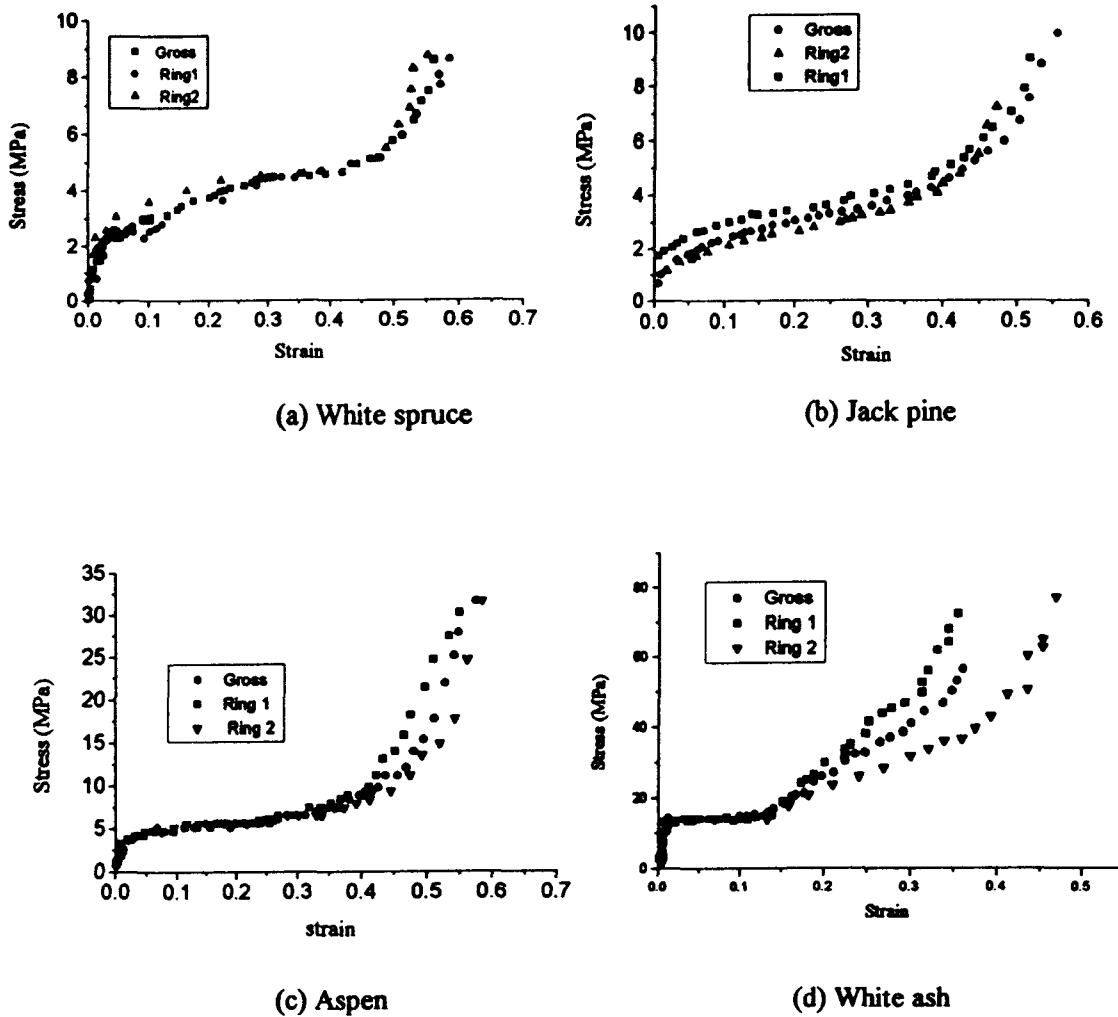 10
8
6
4
2
0
Stress (MPa)
Gross
Ring1
Ring2
0.0 0.1 0.2 0.3 0.4 0.5 0.6 0.7
Strain
(a) White spruce
10
8
6
4
2
0
Stress (MPa)
Gross
Ring2
Ring1
0.0 0.1 0.2 0.3 0.4 0.5 0.6
Strain
(b) Jack pine
35
30
25
20
15
10
5
0
Stress (MPa)
Gross
Ring 1
Ring 2
0.0 0.1 0.2 0.3 0.4 0.5 0.6 0.7
strain
(c) Aspen
80
60
40
20
0
Stress (MPa)
Gross
Ring 1
Ring 2
0.0 0.1 0.2 0.3 0.4 0.5
Strain
(d) White ash